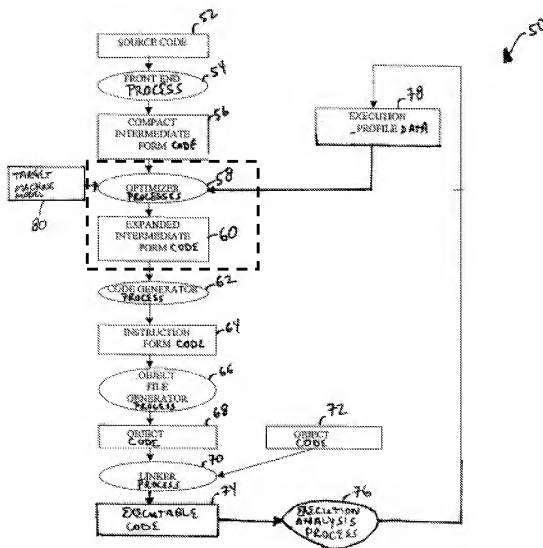 50
52
SOURCE CODE
54
FRONT END
PROCESS
56
COMPACT
INTERMEDIATE
FORM CODE
78
EXECUTION
PROFILE DATA
TARGET
MACHINE
MODEL
80
58
OPTIMIZER
PROCESSES
EXPANDED
INTERMEDIATE
FORM CODE
60
62
CODE GENERATOR
PROCESS
64
INSTRUCTION
FORM CODE
66
OBJECT
FILE
GENERATOR
PROCESS
68
OBJECT
CODE
72
OBJECT
CODE
70
LINKER
PROCESS
74
EXECUTABLE
CODE
76
EXECUTION
ANALYSIS
PROCESS